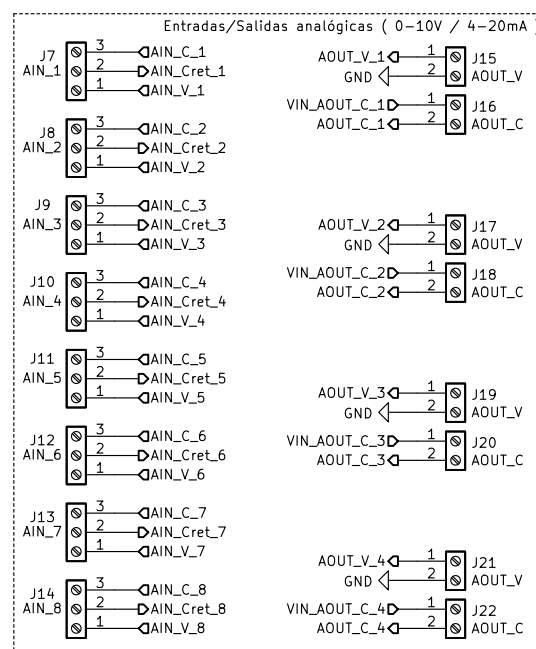 Entradas/Salidas analógicas ( 0-10V / 4-20mA )
J7
AIN_1
3 AIN_C_1
2 AIN_Cret_1
1 AIN_V_1
J8
AIN_2
3 AIN_C_2
2 AIN_Cret_2
1 AIN_V_2
J9
AIN_3
3 AIN_C_3
2 AIN_Cret_3
1 AIN_V_3
J10
AIN_4
3 AIN_C_4
2 AIN_Cret_4
1 AIN_V_4
J11
AIN_5
3 AIN_C_5
2 AIN_Cret_5
1 AIN_V_5
J12
AIN_6
3 AIN_C_6
2 AIN_Cret_6
1 AIN_V_6
J13
AIN_7
3 AIN_C_7
2 AIN_Cret_7
1 AIN_V_7
J14
AIN_8
3 AIN_C_8
2 AIN_Cret_8
1 AIN_V_8
AOUT_V_1 1 J15
GND 2 AOUT_V
VIN_AOUT_C_1 1 J16
AOUT_C_1 2 AOUT_C
AOUT_V_2 1 J17
GND 2 AOUT_V
VIN_AOUT_C_2 1 J18
AOUT_C_2 2 AOUT_C
AOUT_V_3 1 J19
GND 2 AOUT_V
VIN_AOUT_C_3 1 J20
AOUT_C_3 2 AOUT_C
AOUT_V_4 1 J21
GND 2 AOUT_V
VIN_AOUT_C_4 1 J22
AOUT_C_4 2 AOUT_C